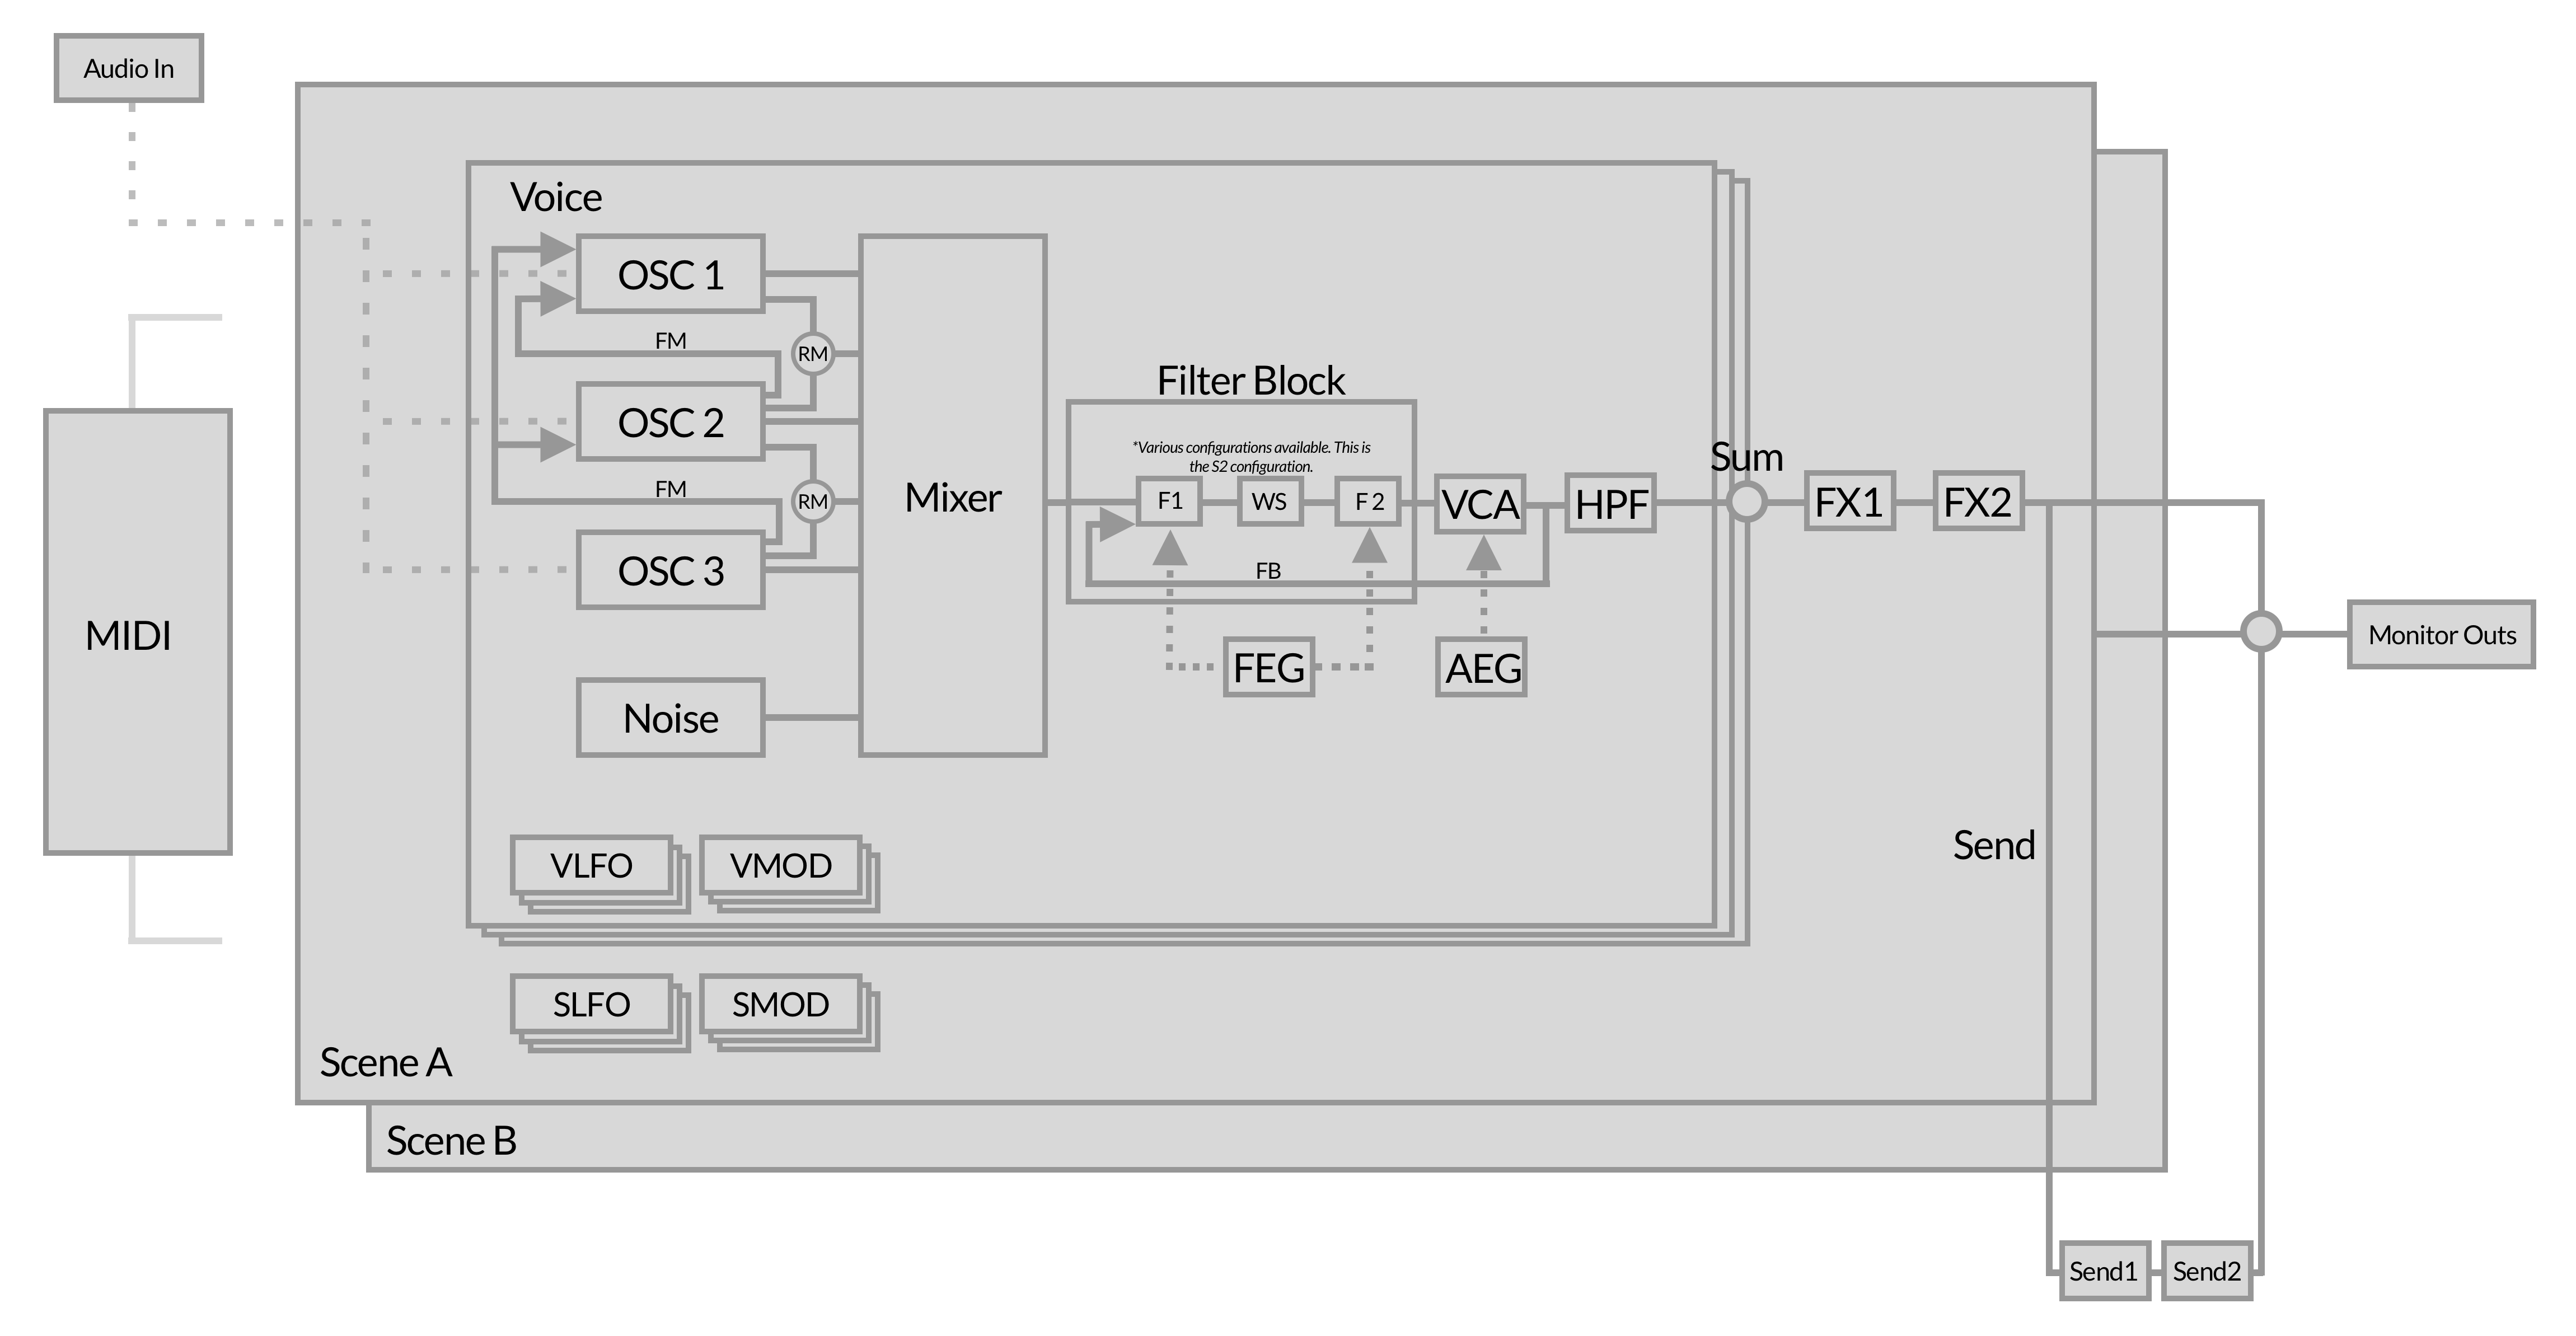 Audio In
Voice
OSC 1
FM
RM
OSC 2
FM
RM
OSC 3
Noise
Mixer
Filter Block
*Various configurations available. This is
the S2 configuration.
F1
WS
F 2
FB
VCA
HPF
FEG
AEG
Sum
FX1
FX2
MIDI
Monitor Outs
Send
VLFO
VMOD
SLFO
SMOD
Scene A
Scene B
Send1
Send2